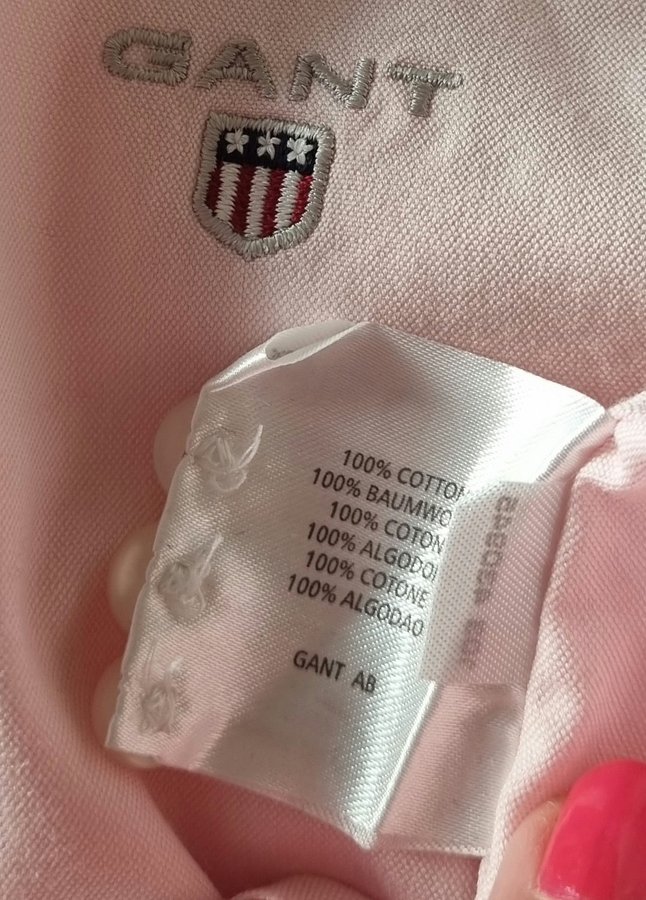 GANT
100% COTTON
100% BAUMWO
100% COTON
100% ALGODO
100% COTONE
100% ALGODAO
GANT AB